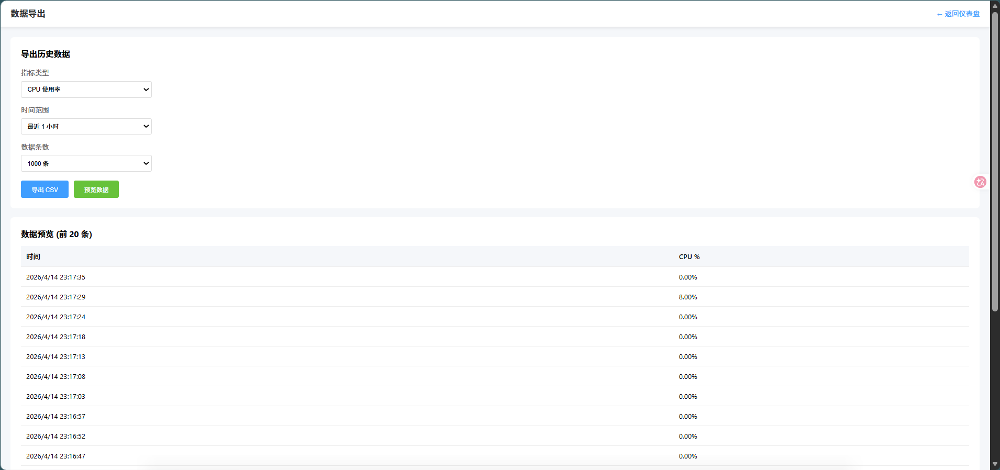 数据导出
← 返回仪表盘
导出历史数据
指标类型
CPU 使用率
时间范围
最近 1 小时
数据条数
1000 条
导出 CSV 预览数据
数据预览 (前 20 条)
时间 CPU %
2026/4/14 23:17:35 0.00%
2026/4/14 23:17:29 8.00%
2026/4/14 23:17:24 0.00%
2026/4/14 23:17:18 0.00%
2026/4/14 23:17:13 0.00%
2026/4/14 23:17:08 0.00%
2026/4/14 23:17:03 0.00%
2026/4/14 23:16:57 0.00%
2026/4/14 23:16:52 0.00%
2026/4/14 23:16:47 0.00%